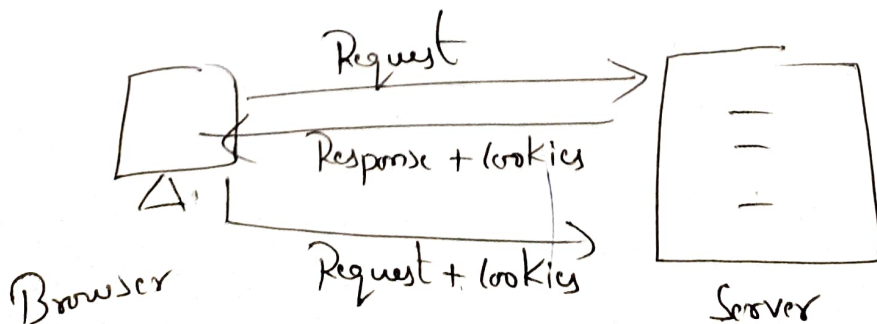 Request
Response + Cookies
Request + Cookies
Browser
Server